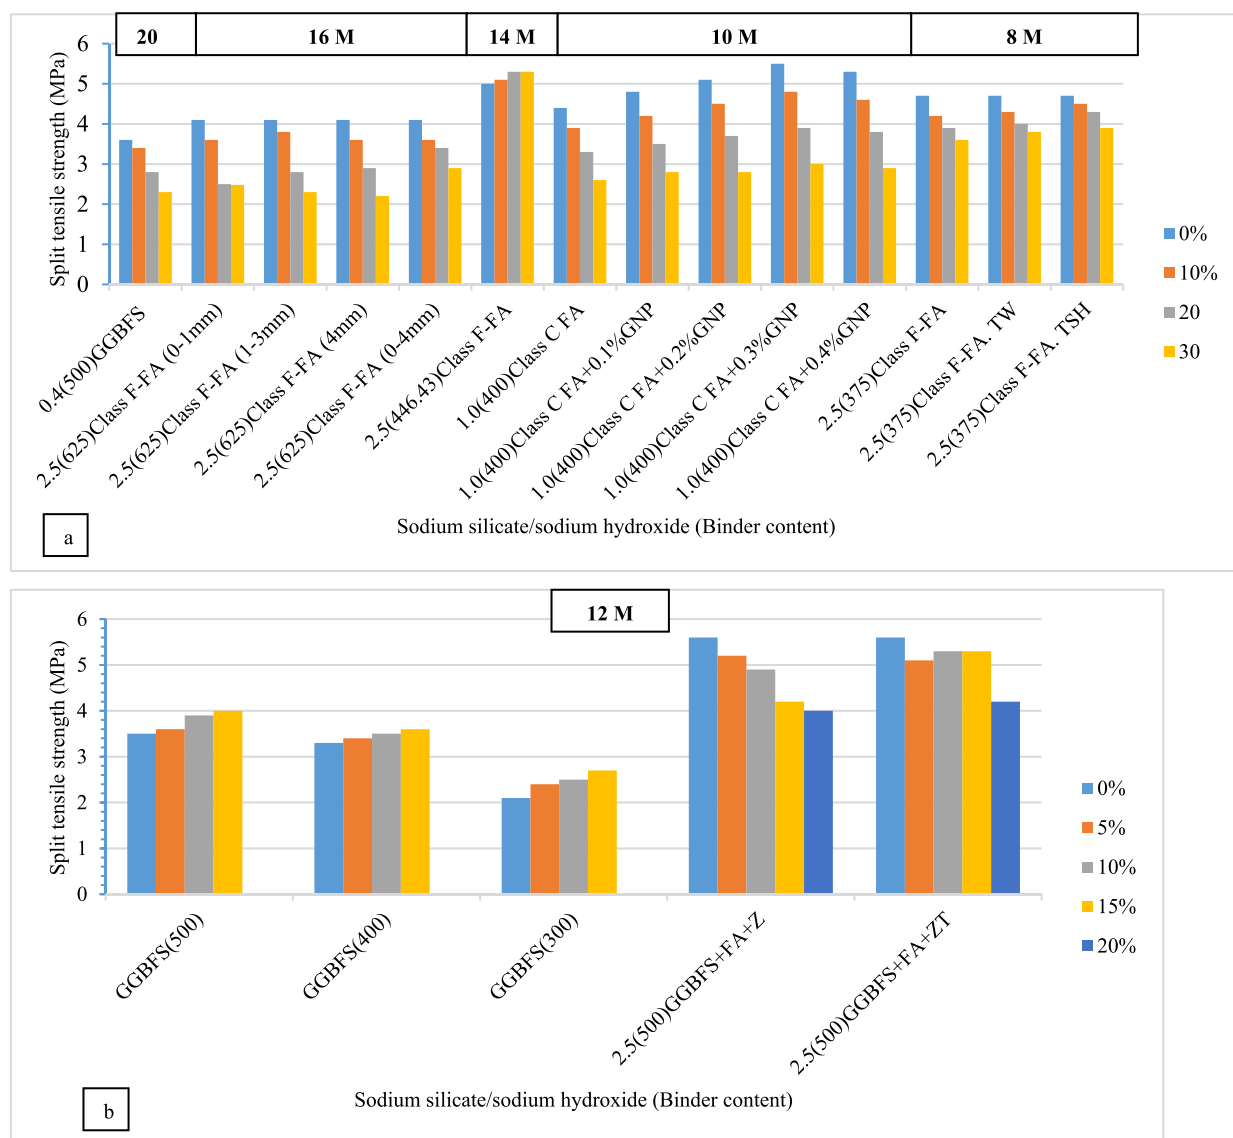 20
16 M
14 M
10 M
8 M
Split tensile strength (MPa)
6
5
4
3
2
1
0
0.4(500)GGBFS
2.5(625)Class F-FA (0-1mm)
2.5(625)Class F-FA (1-3mm)
2.5(625)Class F-FA (4mm)
2.5(625)Class F-FA (0-4mm)
2.5(446.43)Class F-FA
1.0(400)Class C FA
1.0(400)Class C FA+0.1%GNP
1.0(400)Class C FA+0.2%GNP
1.0(400)Class C FA+0.3%GNP
1.0(400)Class C FA+0.4%GNP
2.5(375)Class F-FA
2.5(375)Class F-FA. TW
2.5(375)Class F-FA. TSH
0%
10%
20
30
Sodium silicate/sodium hydroxide (Binder content)
a
12 M
Split tensile strength (MPa)
6
5
4
3
2
1
0
GGBFS(500)
GGBFS(400)
GGBFS(300)
2.5(500)GGBFS+FA+Z
2.5(500)GGBFS+FA+ZT
0%
5%
10%
15%
20%
Sodium silicate/sodium hydroxide (Binder content)
b